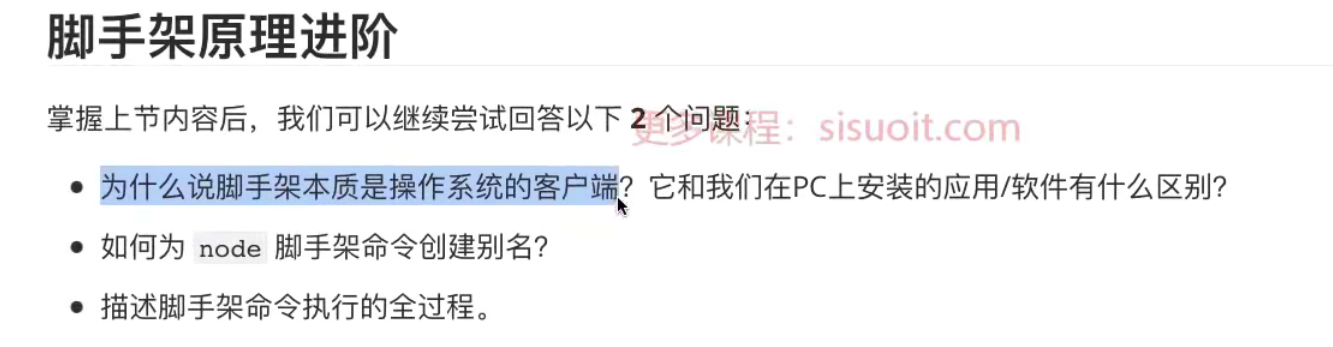 脚手架原理进阶
掌握上节内容后，我们可以继续尝试回答以下 2 个问题：
更多课程：sisuoit.com
为什么说脚手架本质是操作系统的客户端？它和我们在PC上安装的应用/软件有什么区别？
如何为 node 脚手架命令创建别名？
描述脚手架命令执行的全过程。